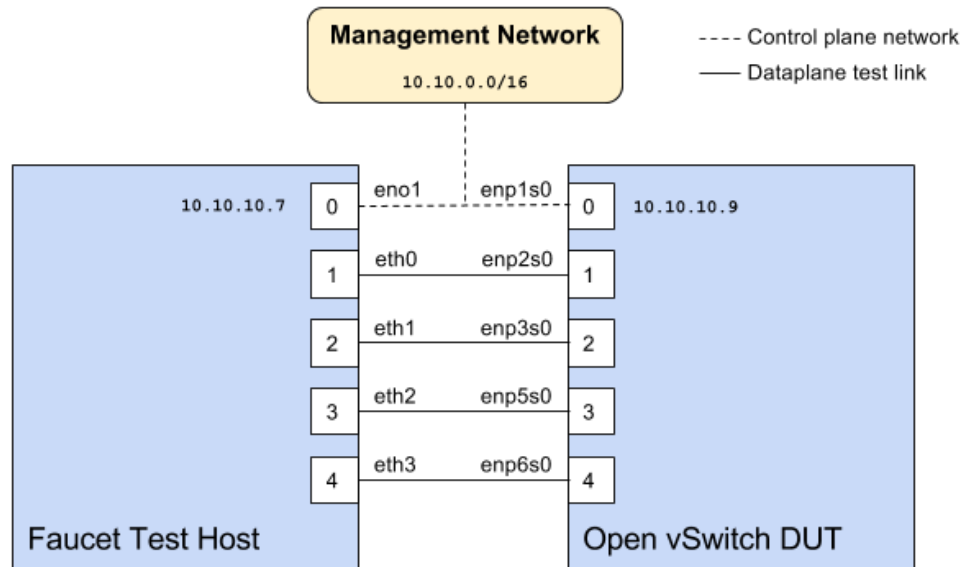 Management Network
10.10.0.0/16
---- Control plane network
—— Dataplane test link
10.10.10.7 0 eno1 enp1s0 0 10.10.10.9
1 eth0 enp2s0 1
2 eth1 enp3s0 2
3 eth2 enp5s0 3
4 eth3 enp6s0 4
Faucet Test Host Open vSwitch DUT